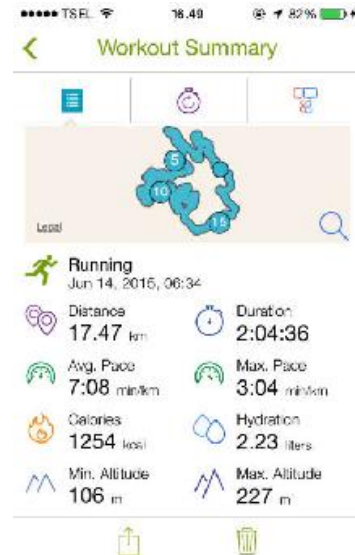 TSEL 16.49 82%
Workout Summary
5
10
15
Legal
Running
Jun 14, 2015, 06:34
Distance Duration
17.47 km 2:04:36
Avg. Pace Max. Pace
7:08 min/km 3:04 min/km
Calories Hydration
1254 kcal 2.23 liters
Min. Altitude Max. Altitude
106 m 227 m